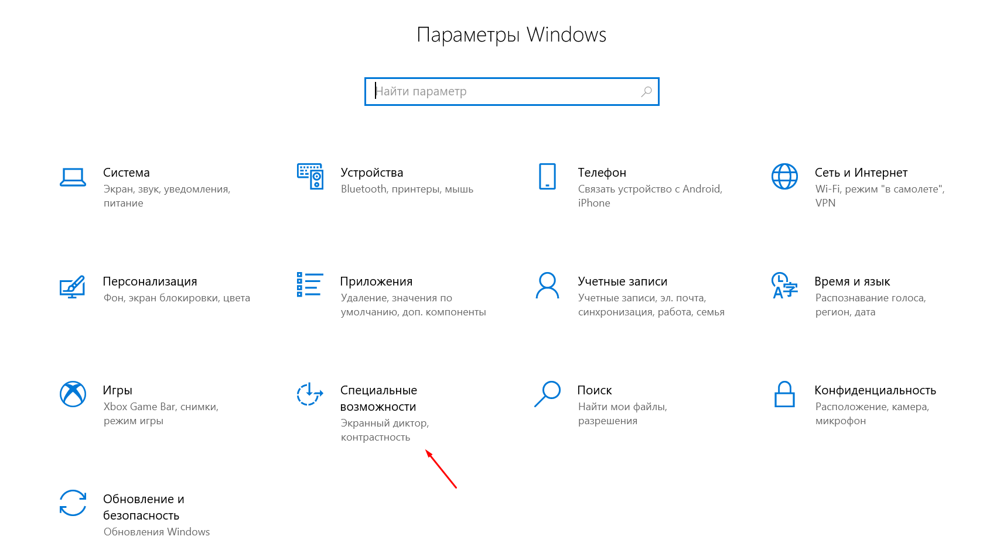 Параметры Windows
Найти параметр
Система
Экран, звук, уведомления,
питание
Устройства
Bluetooth, принтеры, мышь
Телефон
Связать устройство с Android,
iPhone
Сеть и Интернет
Wi-Fi, режим "в самолете",
VPN
Персонализация
Фон, экран блокировки, цвета
Приложения
Удаление, значения по
умолчанию, доп. компоненты
Учетные записи
Учетные записи, эл. почта,
синхронизация, работа, семья
Время и язык
Распознавание голоса,
регион, дата
Игры
Xbox Game Bar, снимки,
режим игры
Специальные
возможности
Экранный диктор,
контрастность
Поиск
Найти мои файлы,
разрешения
Конфиденциальность
Расположение, камера,
микрофон
Обновление и
безопасность
Обновления Windows